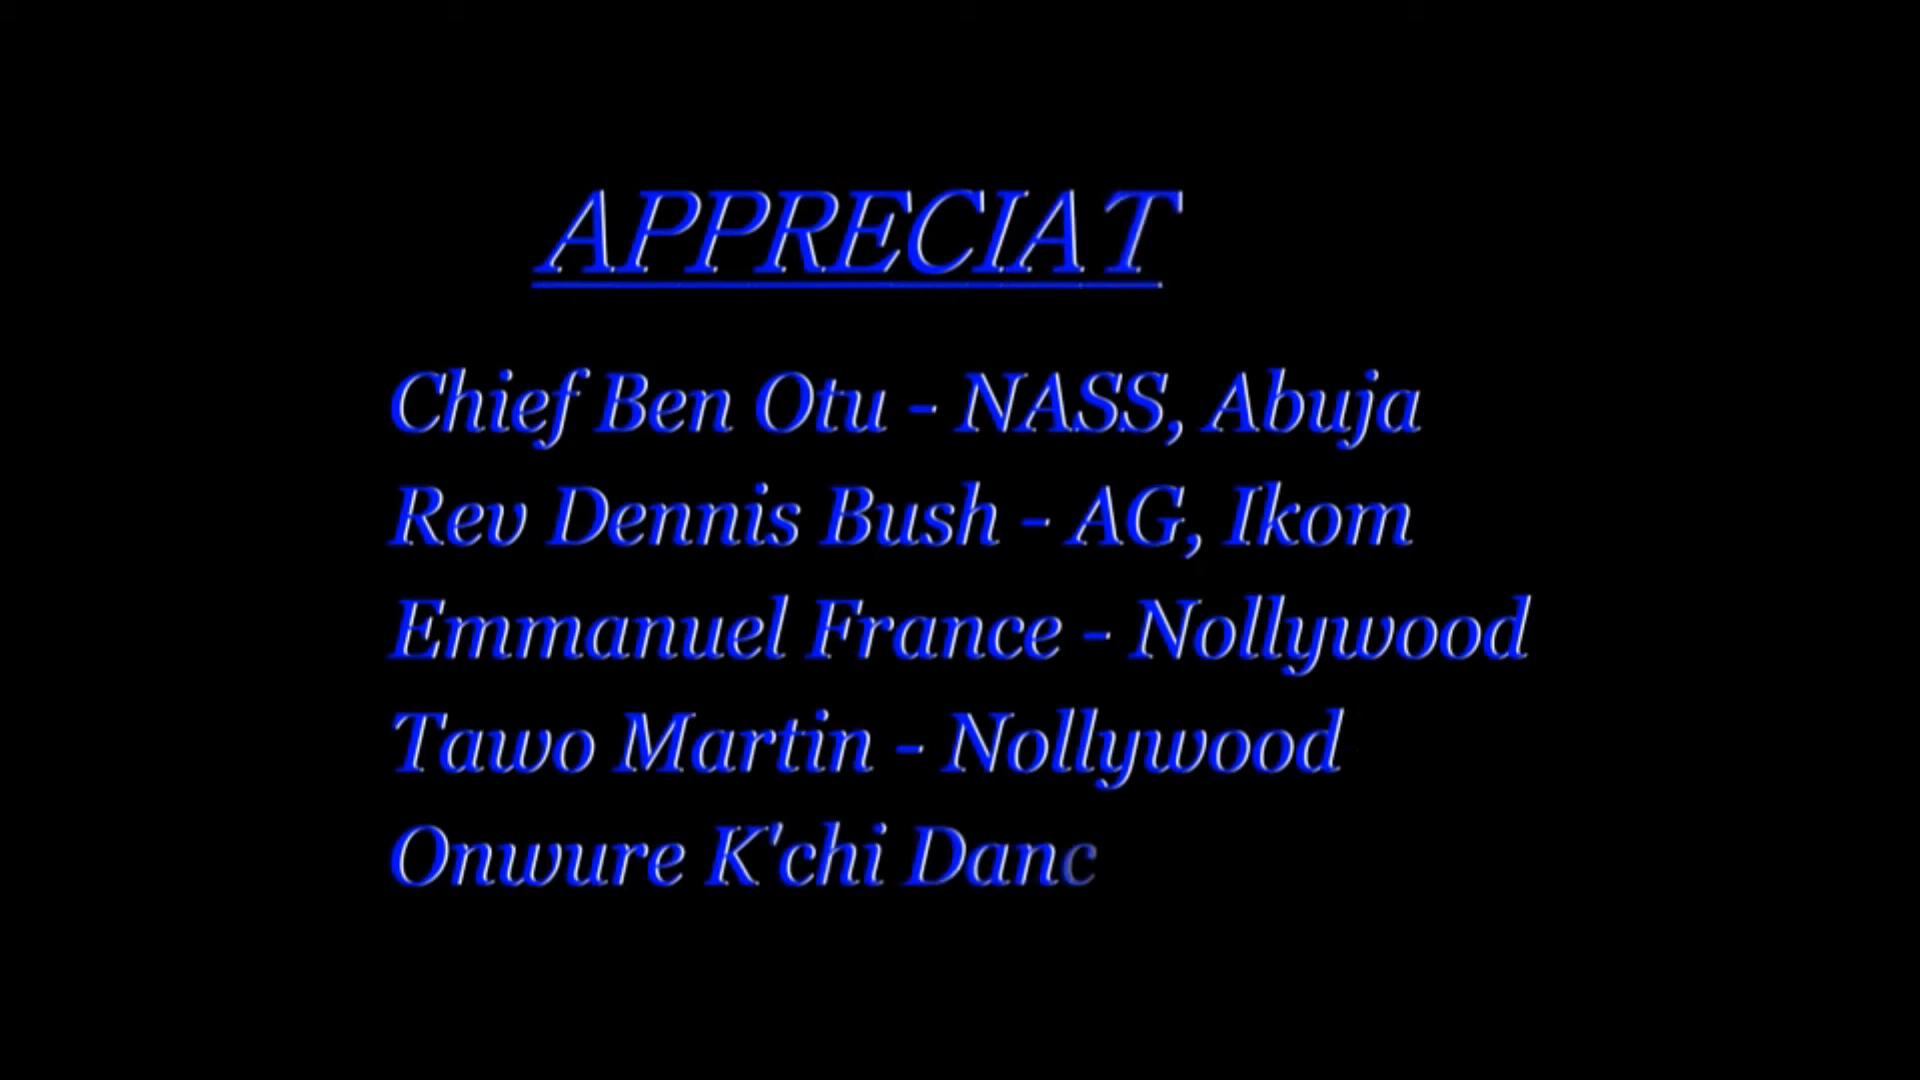 APPRECIAT
Chief Ben Otu - NASS, Abuja
Rev Dennis Bush - AG, Ikom
Emmanuel France - Nollywood
Tawo Martin - Nollywood
Onwure K'chi Danc